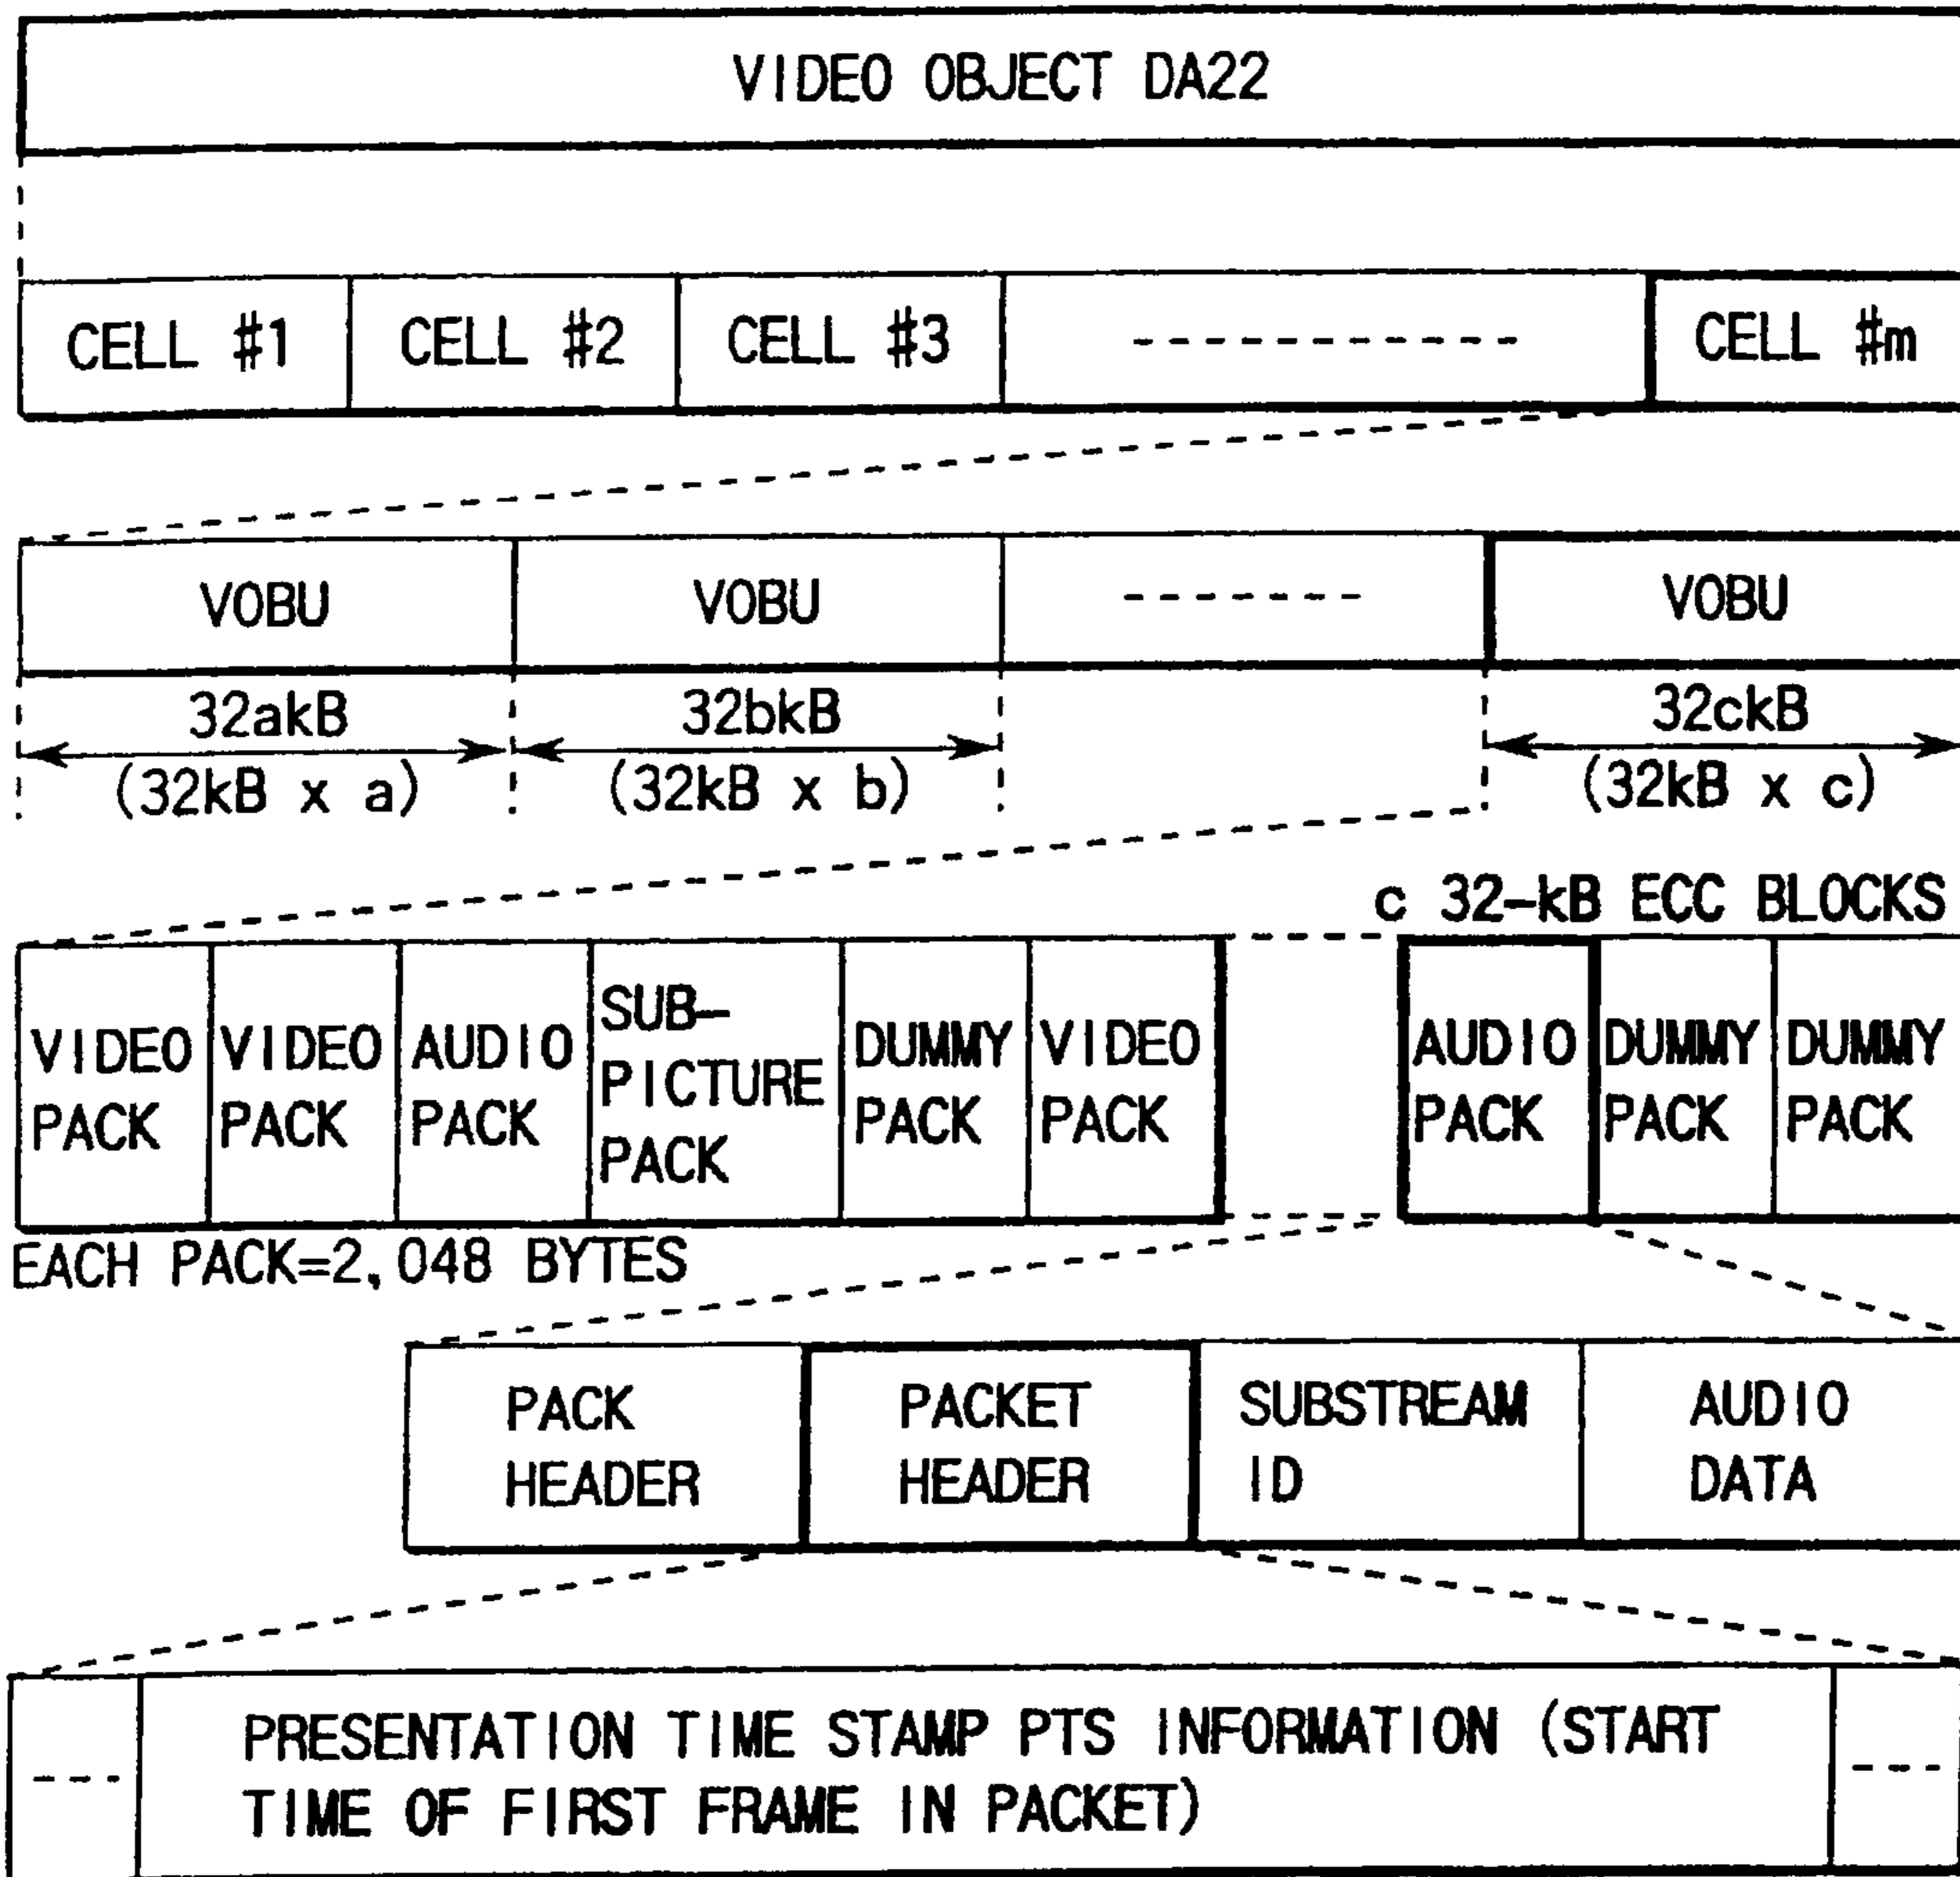 VIDEO OBJECT DA22
CELL #1 CELL #2 CELL #3 ------------ CELL #m
VOBU VOBU -------- VOBU
32akB 32bkB 32ckB
(32kB x a) (32kB x b) (32kB x c)
c 32-kB ECC BLOCKS
VIDEO PACK
VIDEO PACK
AUDIO PACK
SUB-
PICTURE
PACK
DUMMY PACK
VIDEO PACK
AUDIO PACK
DUMMY PACK
DUMMY PACK
EACH PACK=2,048 BYTES
PACK
HEADER
PACKET
HEADER
SUBSTREAM
ID
AUDIO
DATA
--- PRESENTATION TIME STAMP PTS INFORMATION (START ---
TIME OF FIRST FRAME IN PACKET)